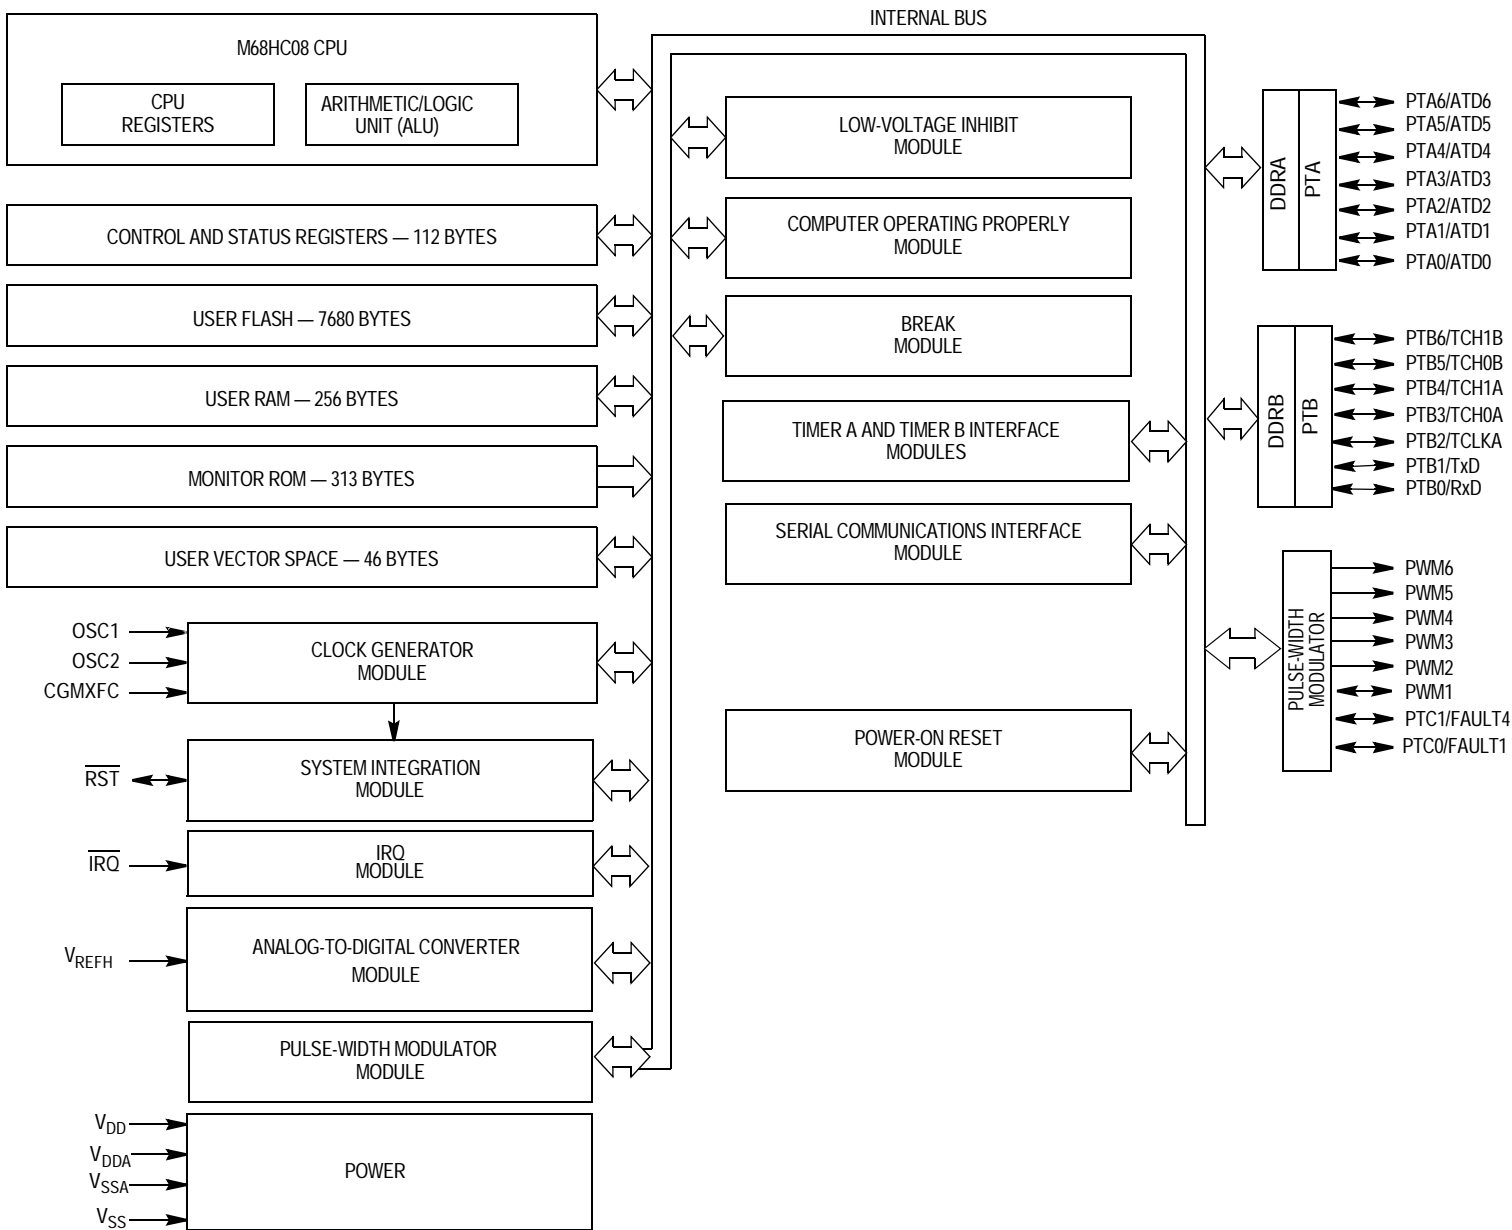 INTERNAL BUS
M68HC08 CPU
CPU
REGISTERS
ARITHMETIC/LOGIC
UNIT (ALU)
CONTROL AND STATUS REGISTERS — 112 BYTES
USER FLASH — 7680 BYTES
USER RAM — 256 BYTES
MONITOR ROM — 313 BYTES
USER VECTOR SPACE — 46 BYTES
OSC1
OSC2
CGMXFC
CLOCK GENERATOR
MODULE
RST
SYSTEM INTEGRATION
MODULE
IRQ
IRQ
MODULE
VREFH
ANALOG-TO-DIGITAL CONVERTER
MODULE
PULSE-WIDTH MODULATOR
MODULE
VDD
VDDA
VSSA
VSS
POWER
LOW-VOLTAGE INHIBIT
MODULE
COMPUTER OPERATING PROPERLY
MODULE
BREAK
MODULE
TIMER A AND TIMER B INTERFACE
MODULES
SERIAL COMMUNICATIONS INTERFACE
MODULE
POWER-ON RESET
MODULE
DDRA
PTA
PTA6/ATD6
PTA5/ATD5
PTA4/ATD4
PTA3/ATD3
PTA2/ATD2
PTA1/ATD1
PTA0/ATD0
DDRB
PTB
PTB6/TCH1B
PTB5/TCH0B
PTB4/TCH1A
PTB3/TCH0A
PTB2/TCLKA
PTB1/TxD
PTB0/RxD
PULSE-WIDTH
MODULATOR
PWM6
PWM5
PWM4
PWM3
PWM2
PWM1
PTC1/FAULT4
PTC0/FAULT1